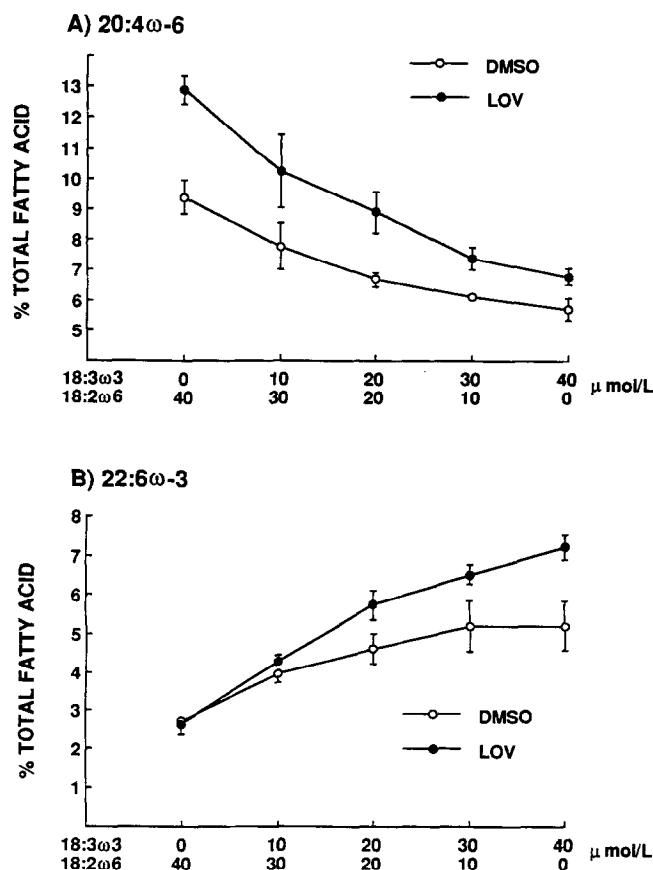 A) 20:4ω-6
DMSO
LOV
% TOTAL FATTY ACID
13
12
11
10
9
8
7
6
5
18:3ω3 0 10 20 30 40
18:2ω6 40 30 20 10 0 μ mol/L
B) 22:6ω-3
% TOTAL FATTY ACID
8
7
6
5
4
3
2
1
DMSO
LOV
18:3ω3 0 10 20 30 40
18:2ω6 40 30 20 10 0 μ mol/L